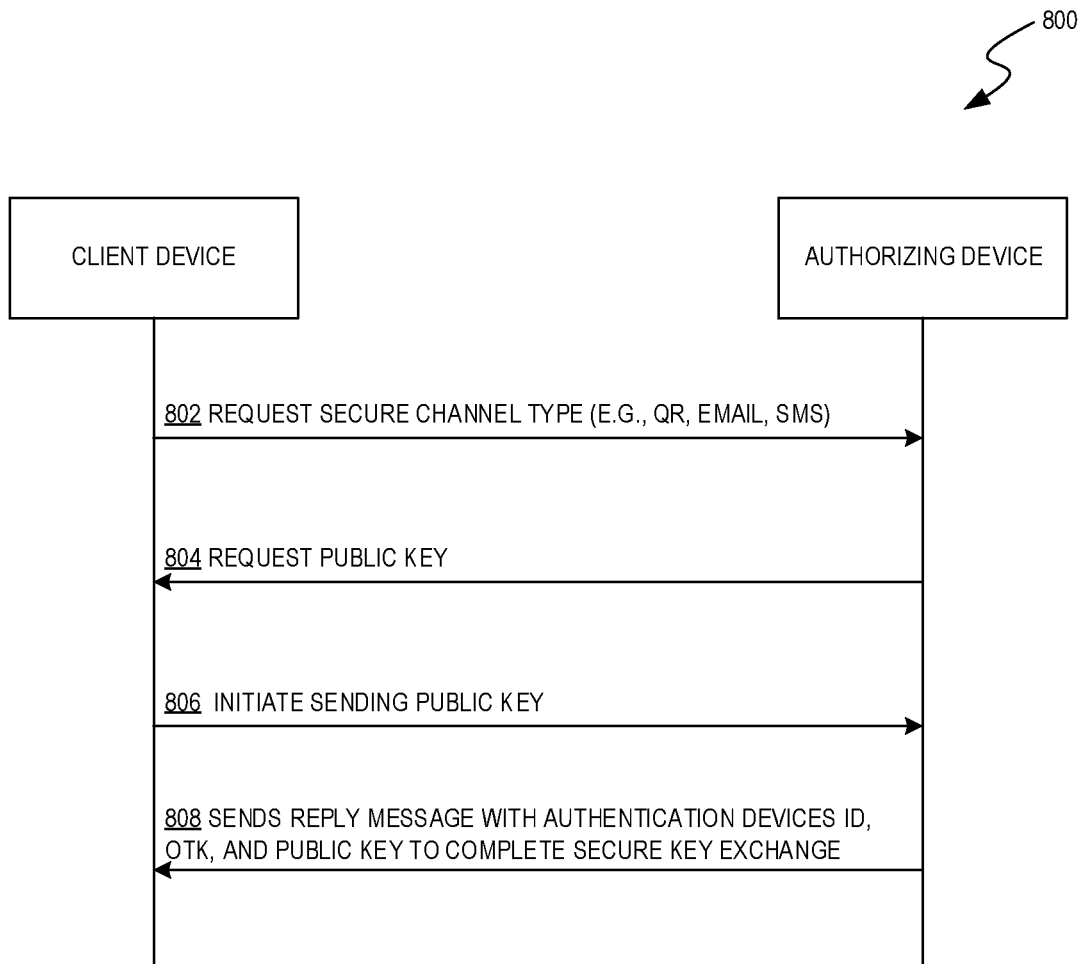 800
CLIENT DEVICE
AUTHORIZING DEVICE
802 REQUEST SECURE CHANNEL TYPE (E.G., QR, EMAIL, SMS)
804 REQUEST PUBLIC KEY
806 INITIATE SENDING PUBLIC KEY
808 SENDS REPLY MESSAGE WITH AUTHENTICATION DEVICES ID,
OTK, AND PUBLIC KEY TO COMPLETE SECURE KEY EXCHANGE